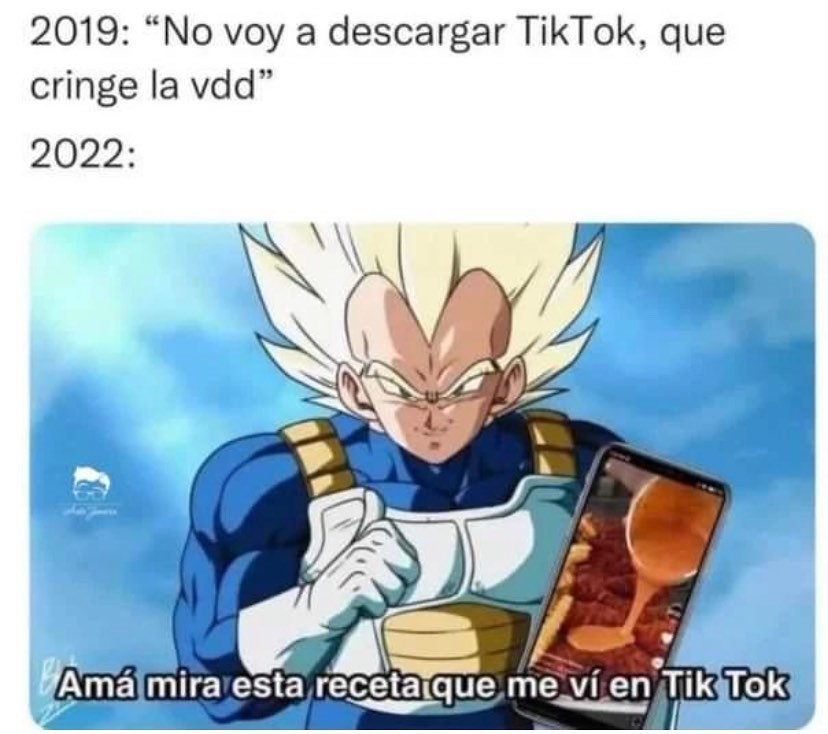 2019: “No voy a descargar TikTok, que
cringe la vdd”
2022:
Amá mira esta receta que me ví en Tik Tok